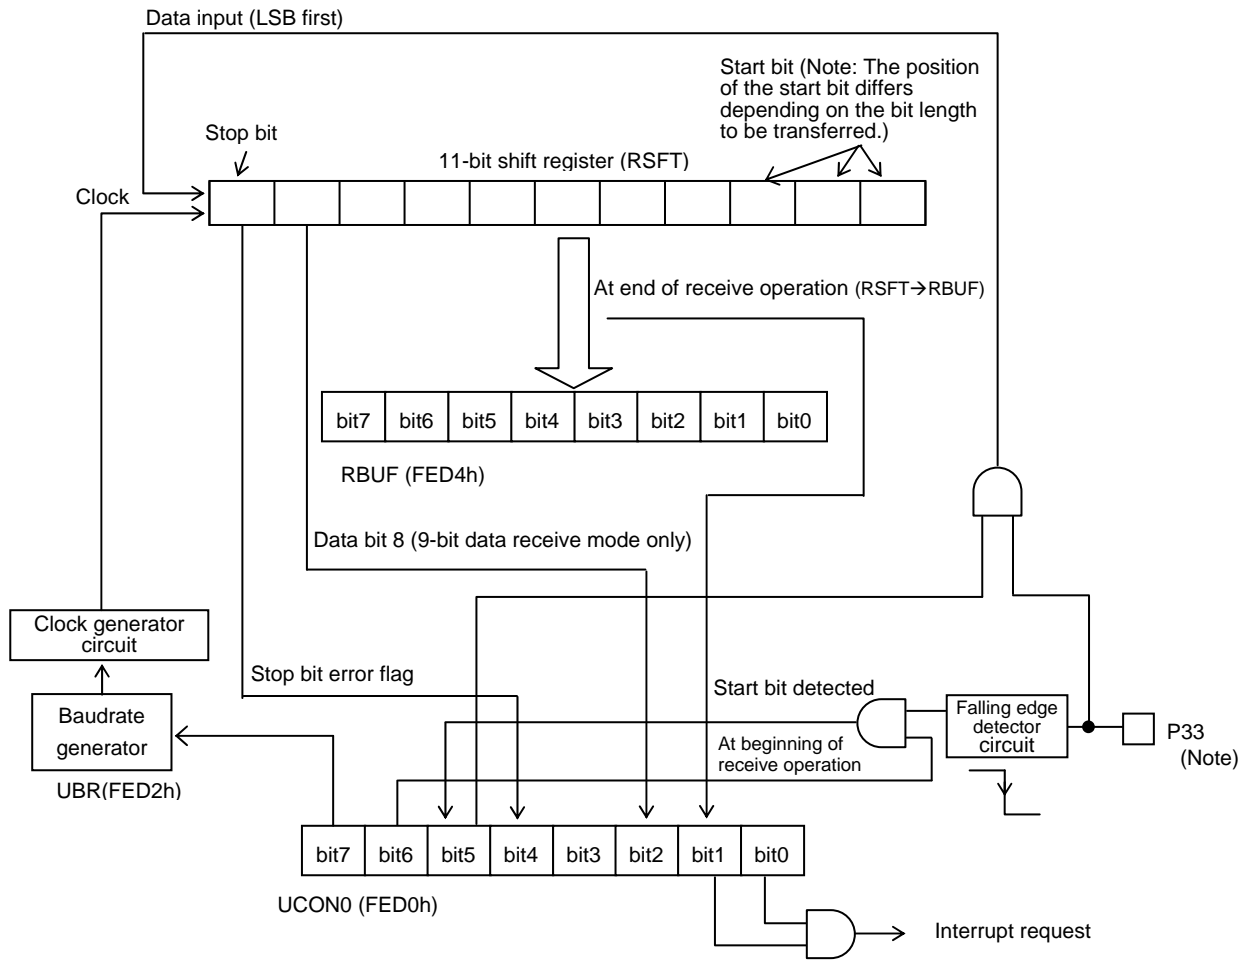 Data input (LSB first)
Start bit (Note: The position
of the start bit differs
depending on the bit length
to be transferred.)
Stop bit
11-bit shift register (RSFT)
Clock
At end of receive operation (RSFT→RBUF)
bit7 bit6 bit5 bit4 bit3 bit2 bit1 bit0
RBUF (FED4h)
Data bit 8 (9-bit data receive mode only)
Clock generator
circuit
Stop bit error flag
Start bit detected
Baudrate
generator
UBR(FED2h)
At beginning of
receive operation
Falling edge
detector
circuit
P33
(Note)
bit7 bit6 bit5 bit4 bit3 bit2 bit1 bit0
UCON0 (FED0h)
Interrupt request